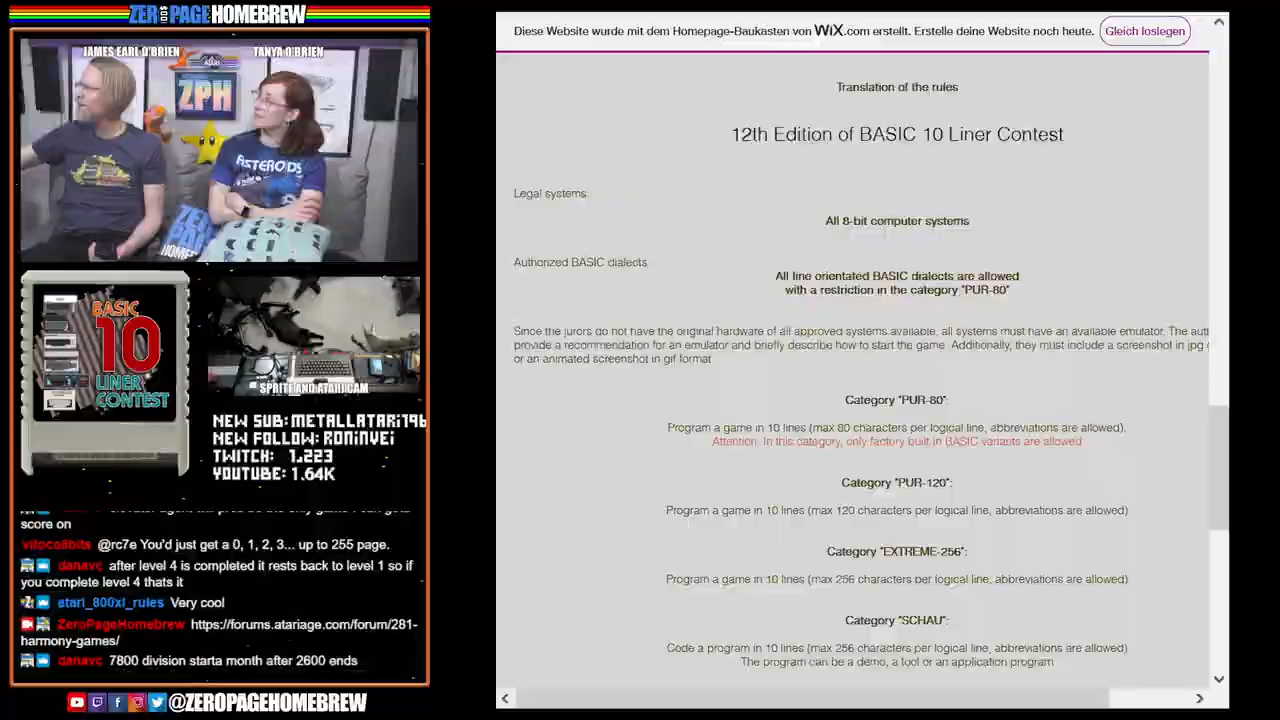 ZERO PAGE HOMEBREW
JAMES EARL O'BRIEN
TANYA O'BRIEN
ZPH
ASTEROIDS
BASIC
10
LINER
CONTEST
SPRITE AND ATARI CAM
NEW SUB: METALLATARI196
NEW FOLLOW: RONINVEI
TWITCH: 1,223
YOUTUBE: 1.64K
score on
vitoco8bits @rc7e You'd just get a 0, 1, 2, 3... up to 255 page.
danavc after level 4 is completed it rests back to level 1 so if
you complete level 4 thats it
atari_800xl_rules Very cool
ZeroPageHomebrew https://forums.atariage.com/forum/281-
harmony-games/
danavc 7800 division starta month after 2600 ends
@ZEROPAGEHOMEBREW
Diese Website wurde mit dem Homepage-Baukasten von WiX.com erstellt. Erstelle deine Website noch heute. Gleich loslegen
Translation of the rules
12th Edition of BASIC 10 Liner Contest
Legal systems:
All 8-bit computer systems
Authorized BASIC dialects
All line orientated BASIC dialects are allowed
with a restriction in the category "PUR-80"
Since the jurors do not have the original hardware of all approved systems available, all systems must have an available emulator. The aut
provide a recommendation for an emulator and briefly describe how to start the game. Additionally, they must include a screenshot in jpg
or an animated screenshot in gif format
Category "PUR-80":
Program a game in 10 lines (max 80 characters per logical line, abbreviations are allowed).
Attention: In this category, only factory built in BASIC variants are allowed
Category "PUR-120":
Program a game in 10 lines (max 120 characters per logical line, abbreviations are allowed)
Category "EXTREME-256":
Program a game in 10 lines (max 256 characters per logical line, abbreviations are allowed)
Category "SCHAU":
Code a program in 10 lines (max 256 characters per logical line, abbreviations are allowed)
The program can be a demo, a tool or an application program